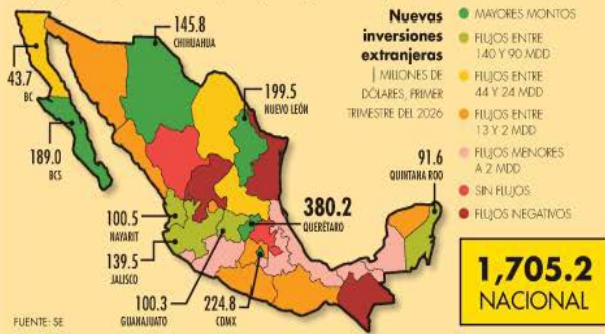 Nuevas
inversiones
extranjeras
| MILLONES DE
DÓLARES, PRIMER
TRIMESTRE DEL 2026
MAYORES MONTOS
FLUJOS ENTRE
140 Y 90 MDD
FLUJOS ENTRE
44 Y 24 MDD
FLUJOS ENTRE
13 Y 2 MDD
FLUJOS MENORES
A 2 MDD
SIN FLUJOS
FLUJOS NEGATIVOS
145.8
CHIHUAHUA
43.7
BC
199.5
NUEVO LEÓN
189.0
BCS
91.6
QUINTANA ROO
380.2
QUERÉTARO
100.5
NAYARIT
139.5
JALISCO
100.3
GUANAJUATO
224.8
CDMX
1,705.2
NACIONAL
FUENTE: SE